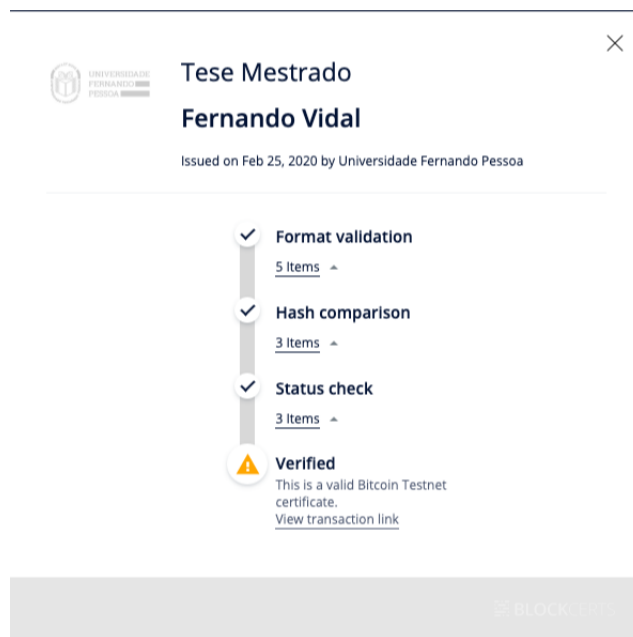 UNIVERSIDADE
FERNANDO
PESSOA
Tese Mestrado
Fernando Vidal
Issued on Feb 25, 2020 by Universidade Fernando Pessoa
Format validation
5 Items
Hash comparison
3 Items
Status check
3 Items
Verified
This is a valid Bitcoin Testnet
certificate.
View transaction link
BLOCKCERTS